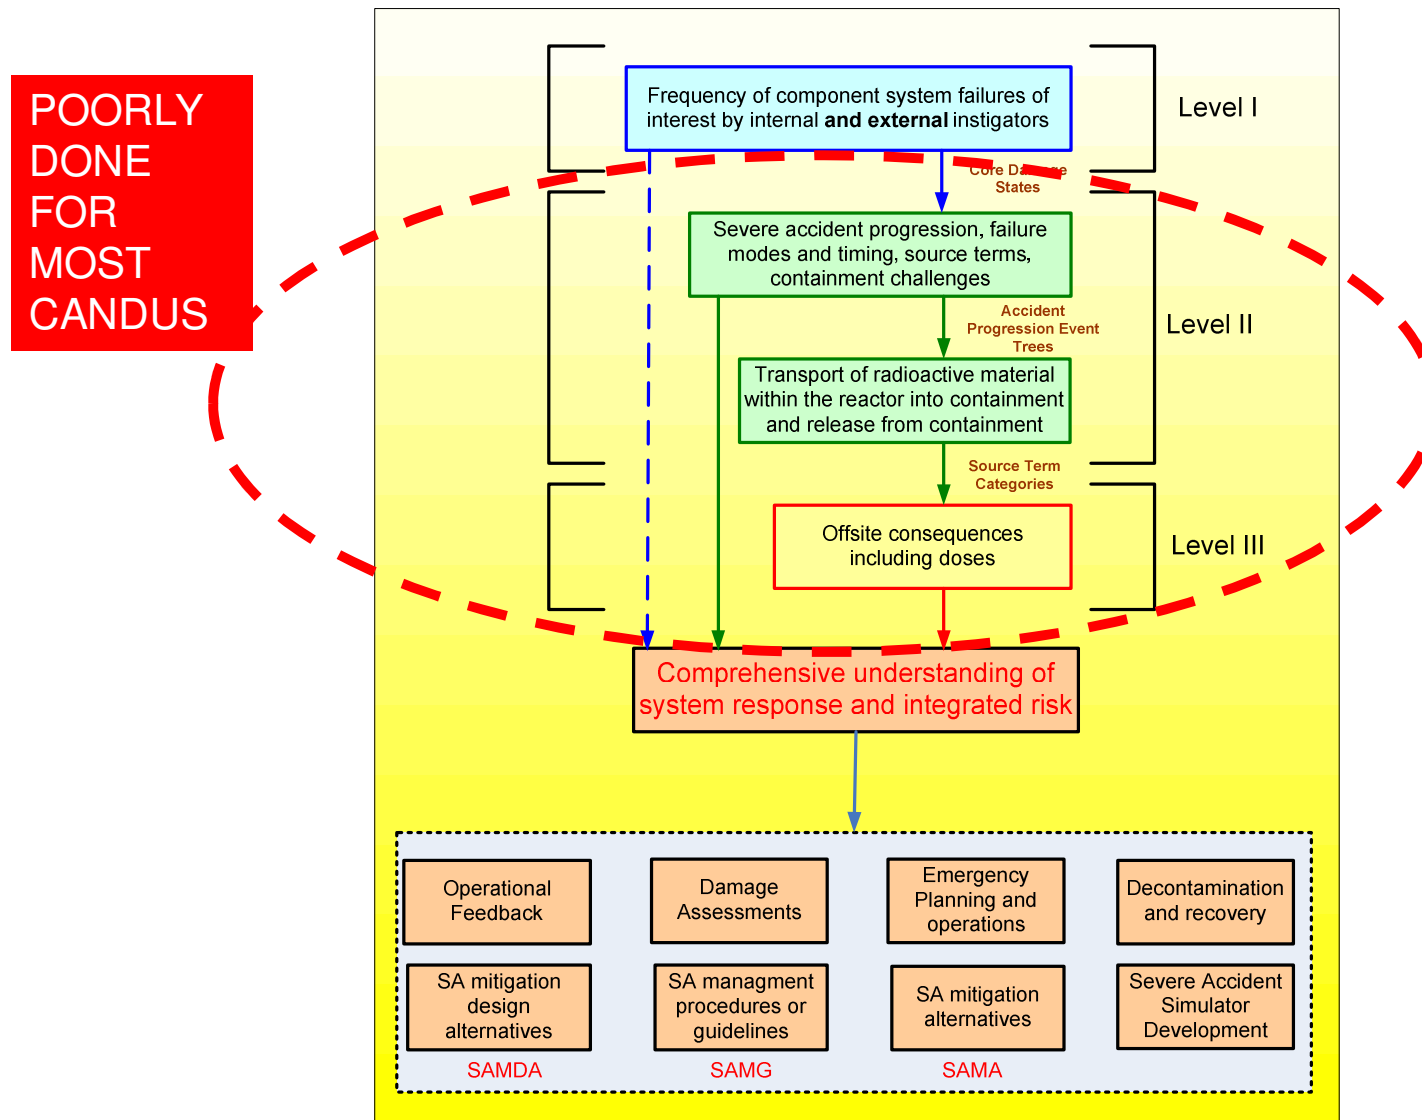 POORLY
DONE
FOR
MOST
CANDUS
Frequency of component system failures of
interest by internal and external instigators
Level I
Core Damage
States
Severe accident progression, failure
modes and timing, source terms,
containment challenges
Accident
Progression Event
Trees
Level II
Transport of radioactive material
within the reactor into containment
and release from containment
Source Term
Categories
Offsite consequences
including doses
Level III
Comprehensive understanding of
system response and integrated risk
Operational
Feedback
Damage
Assessments
Emergency
Planning and
operations
Decontamination
and recovery
SA mitigation
design
alternatives
SA managment
procedures or
guidelines
SA mitigation
alternatives
Severe Accident
Simulator
Development
SAMDA
SAMG
SAMA